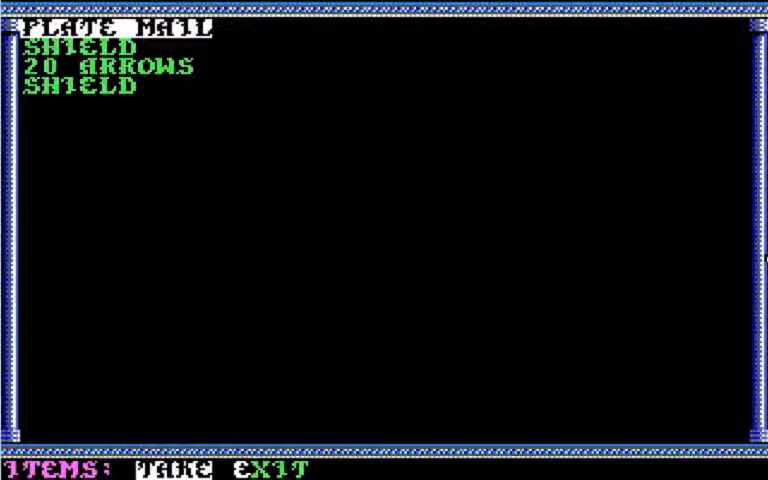 PLATE MAIL
SHIELD
20 ARROWS
SHIELD
ITEMS: TAKE EXIT